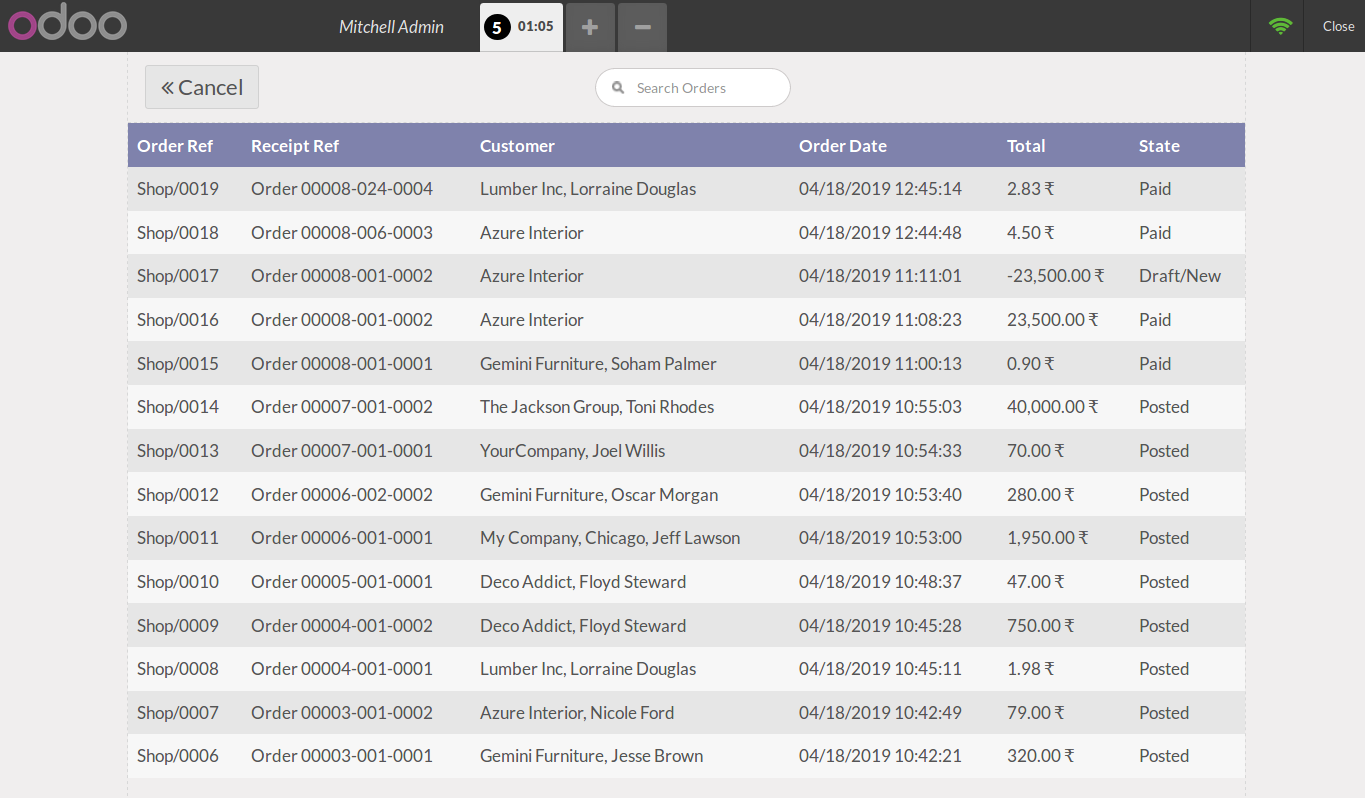 odoo Mitchell Admin 5 01:05 + − Close
Cancel Search Orders
Order Ref Receipt Ref Customer Order Date Total State
Shop/0019 Order 00008-024-0004 Lumber Inc, Lorraine Douglas 04/18/2019 12:45:14 2.83 ₹ Paid
Shop/0018 Order 00008-006-0003 Azure Interior 04/18/2019 12:44:48 4.50 ₹ Paid
Shop/0017 Order 00008-001-0002 Azure Interior 04/18/2019 11:11:01 -23,500.00 ₹ Draft/New
Shop/0016 Order 00008-001-0002 Azure Interior 04/18/2019 11:08:23 23,500.00 ₹ Paid
Shop/0015 Order 00008-001-0001 Gemini Furniture, Soham Palmer 04/18/2019 11:00:13 0.90 ₹ Paid
Shop/0014 Order 00007-001-0002 The Jackson Group, Toni Rhodes 04/18/2019 10:55:03 40,000.00 ₹ Posted
Shop/0013 Order 00007-001-0001 YourCompany, Joel Willis 04/18/2019 10:54:33 70.00 ₹ Posted
Shop/0012 Order 00006-002-0002 Gemini Furniture, Oscar Morgan 04/18/2019 10:53:40 280.00 ₹ Posted
Shop/0011 Order 00006-001-0001 My Company, Chicago, Jeff Lawson 04/18/2019 10:53:00 1,950.00 ₹ Posted
Shop/0010 Order 00005-001-0001 Deco Addict, Floyd Steward 04/18/2019 10:48:37 47.00 ₹ Posted
Shop/0009 Order 00004-001-0002 Deco Addict, Floyd Steward 04/18/2019 10:45:28 750.00 ₹ Posted
Shop/0008 Order 00004-001-0001 Lumber Inc, Lorraine Douglas 04/18/2019 10:45:11 1.98 ₹ Posted
Shop/0007 Order 00003-001-0002 Azure Interior, Nicole Ford 04/18/2019 10:42:49 79.00 ₹ Posted
Shop/0006 Order 00003-001-0001 Gemini Furniture, Jesse Brown 04/18/2019 10:42:21 320.00 ₹ Posted